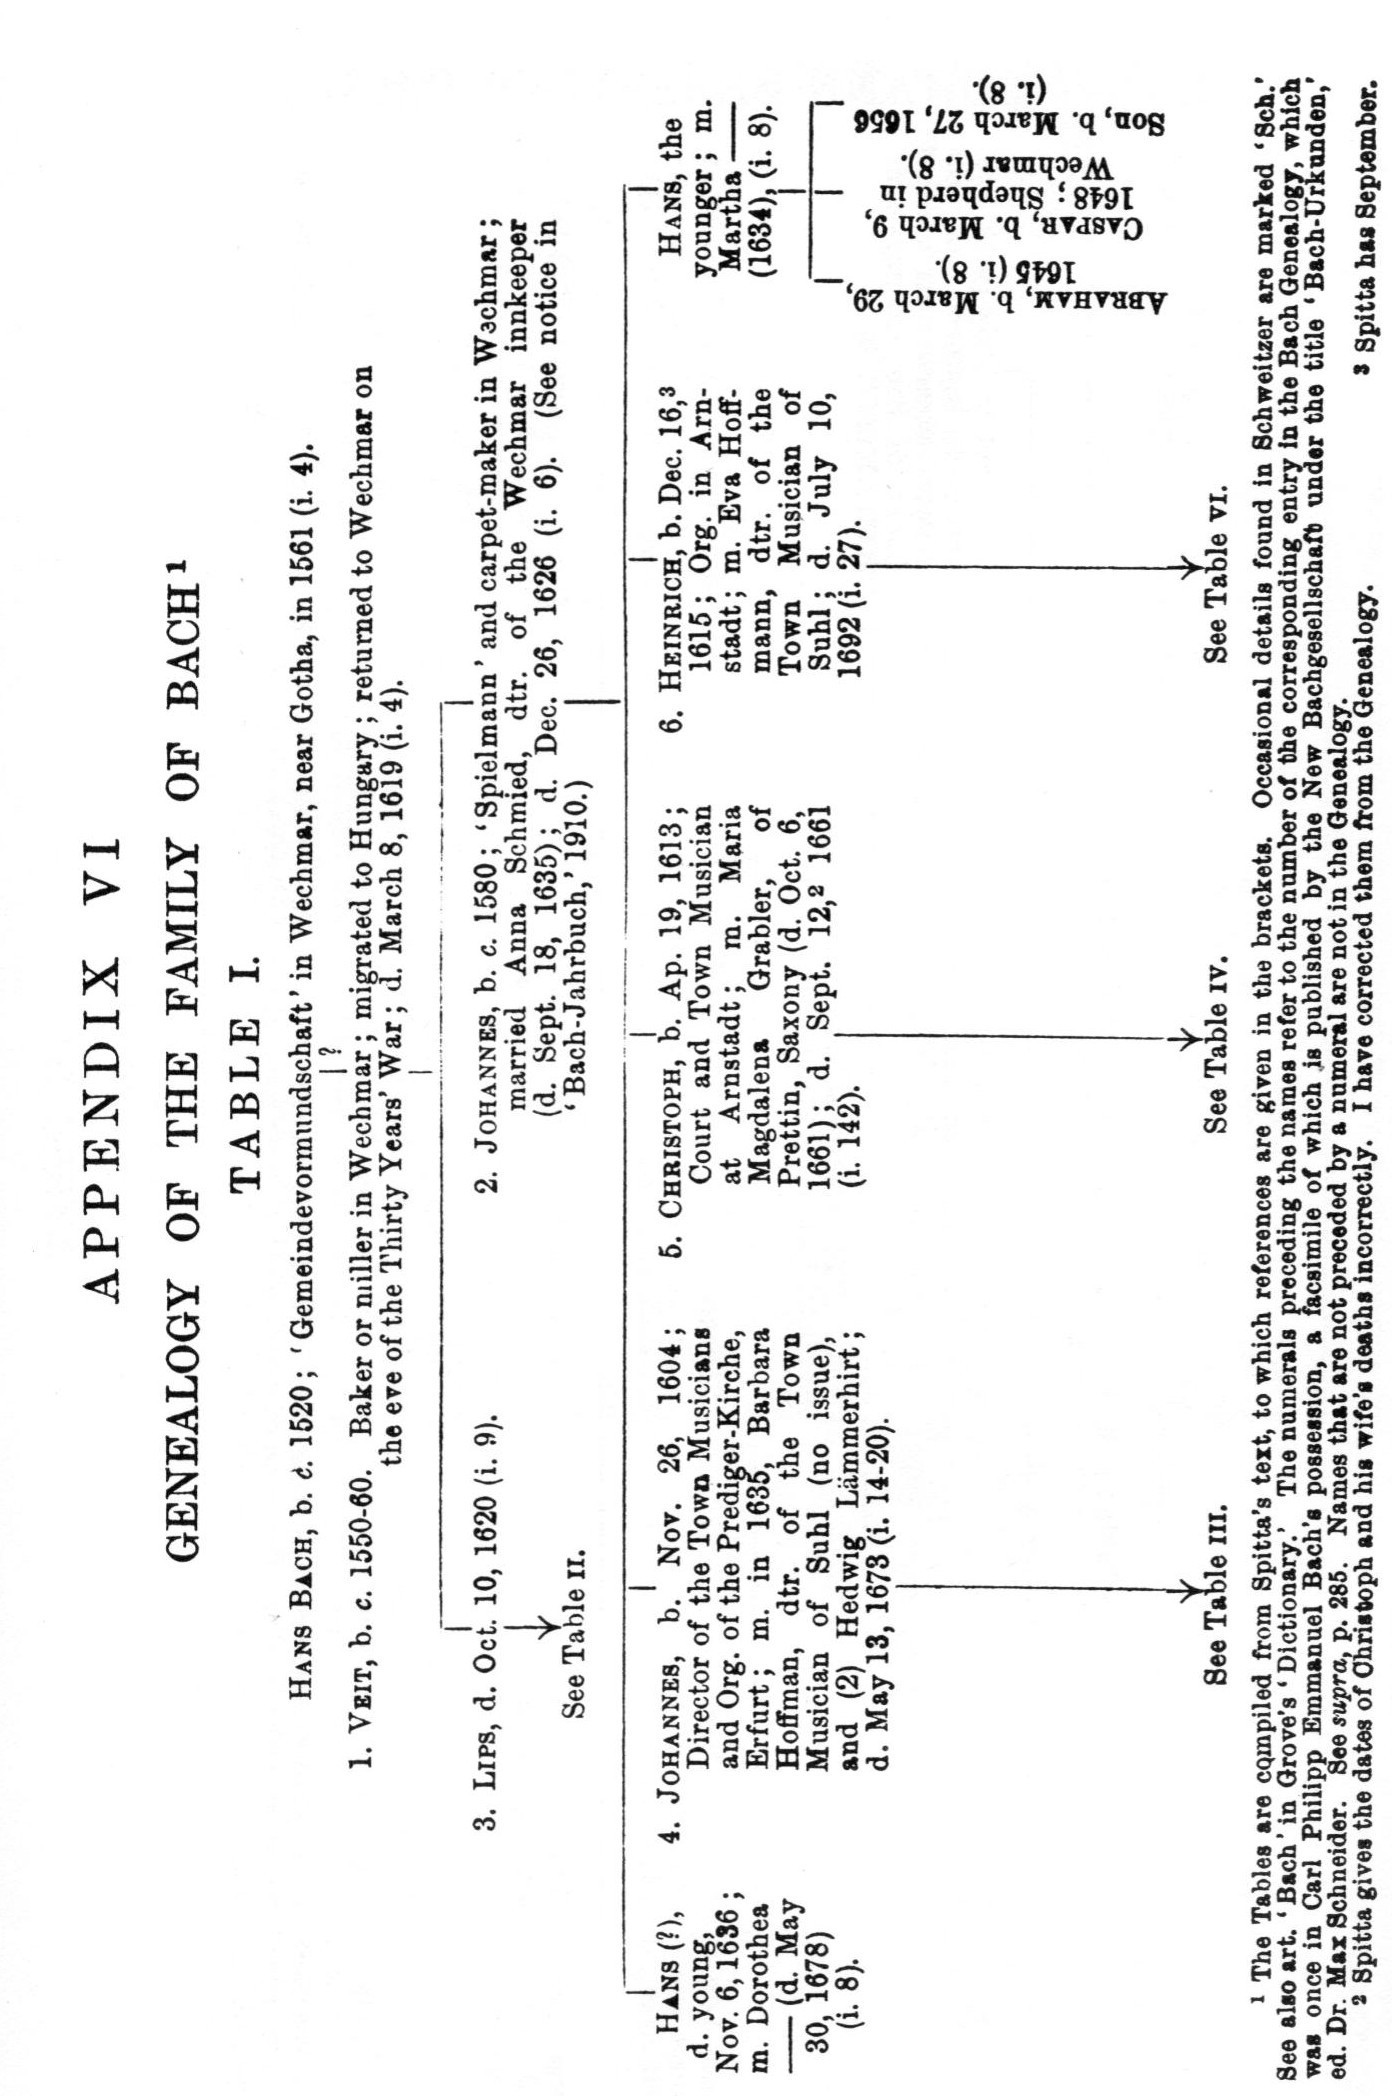 APPENDIX VI
GENEALOGY OF THE FAMILY OF BACH¹
TABLE I.
HANS BACH, b. c. 1520; 'Gemeindevormundschaft' in Wechmar, near Gotha, in 1561 (i. 4).
?
1. VEIT, b. c. 1550-60. Baker or miller in Wechmar; migrated to Hungary; returned to Wechmar on
the eve of the Thirty Years' War; d. March 8, 1619 (i. 4).
3. LIPS, d. Oct. 10, 1620 (i. 9).
See Table II.
2. JOHANNES, b. c. 1580; 'Spielmann' and carpet-maker in Wechmar;
married Anna Schmied, dtr. of the Wechmar innkeeper
(d. Sept. 18, 1635); d. Dec. 26, 1626 (i. 6). (See notice in
'Bach-Jahrbuch,' 1910.)
HANS (?),
d. young,
Nov. 6, 1636;
m. Dorothea
—— (d. May
30, 1678)
(i. 8).
4. JOHANNES, b. Nov. 26, 1604;
Director of the Town Musicians
and Org. of the Prediger-Kirche,
Erfurt; m. in 1635, Barbara
Hoffman, dtr. of the Town
Musician of Suhl (no issue),
and (2) Hedwig Lämmerhirt;
d. May 13, 1673 (i. 14-20).
See Table III.
5. CHRISTOPH, b. Ap. 19, 1613;
Court and Town Musician
at Arnstadt; m. Maria
Magdalena Grabler, of
Prettin, Saxony (d. Oct. 6,
1661); d. Sept. 12,² 1661
(i. 142).
See Table IV.
6. HEINRICH, b. Dec. 16,³
1615; Org. in Arn-
stadt; m. Eva Hoff-
mann, dtr. of the
Town Musician of
Suhl; d. July 10,
1692 (i. 27).
See Table VI.
HANS, the
younger; m.
Martha ——
(1634), (i. 8).
ABRAHAM, b. March 29,
1645 (i. 8).
CASPAR, b. March 9,
1648; Shepherd in
Wechmar (i. 8).
Son, b. March 27, 1656
(i. 8).
¹ The Tables are compiled from Spitta's text, to which references are given in the brackets. Occasional details found in Schweitzer are marked 'Sch.'
See also art. 'Bach' in Grove's 'Dictionary.' The numerals preceding the names refer to the number of the corresponding entry in the Bach Genealogy, which
was once in Carl Philipp Emmanuel Bach's possession, a facsimile of which is published by the New Bachgesellschaft under the title 'Bach-Urkunden,'
ed. Dr. Max Schneider. See supra, p. 285. Names that are not preceded by a numeral are not in the Genealogy.
² Spitta gives the dates of Christoph and his wife's deaths incorrectly. I have corrected them from the Genealogy.
³ Spitta has September.